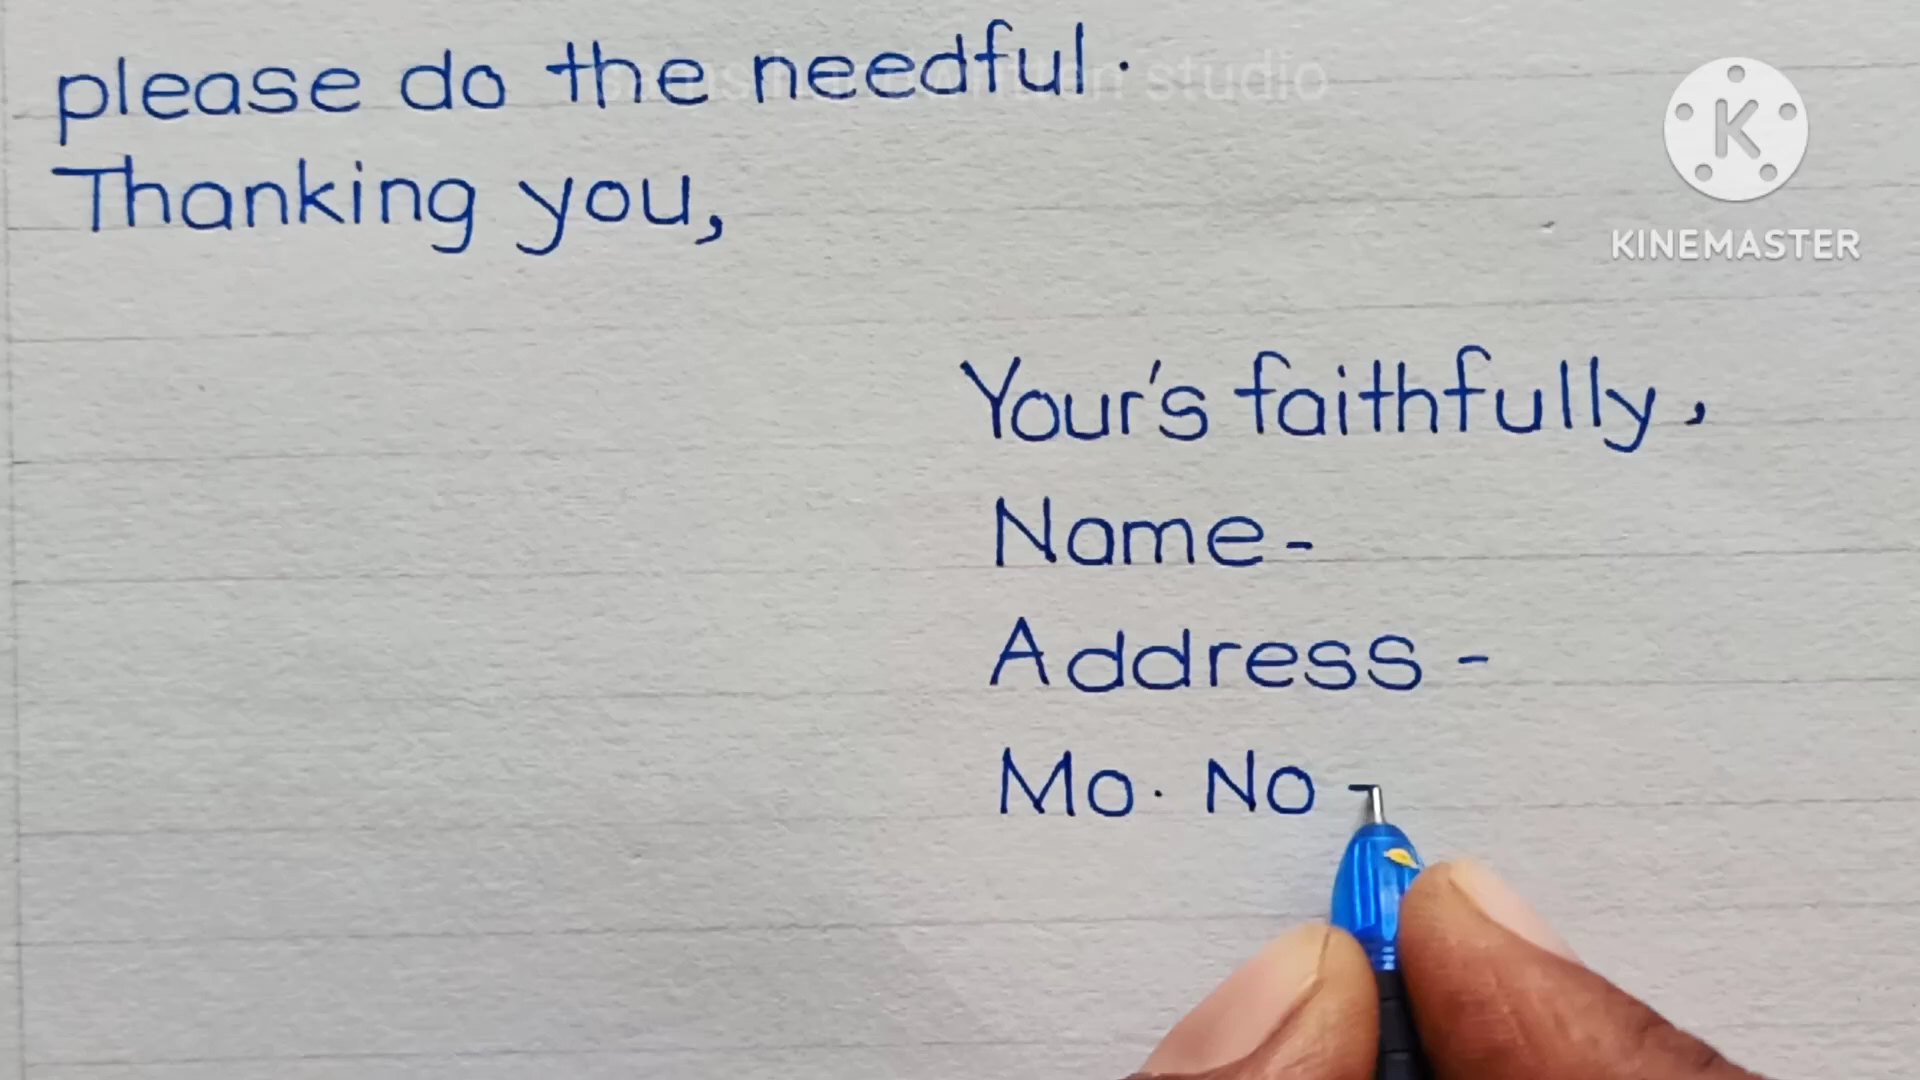 please do the needful.
Thanking you,
Your's faithfully,
Name -
Address -
Mo. No -
KINEMASTER